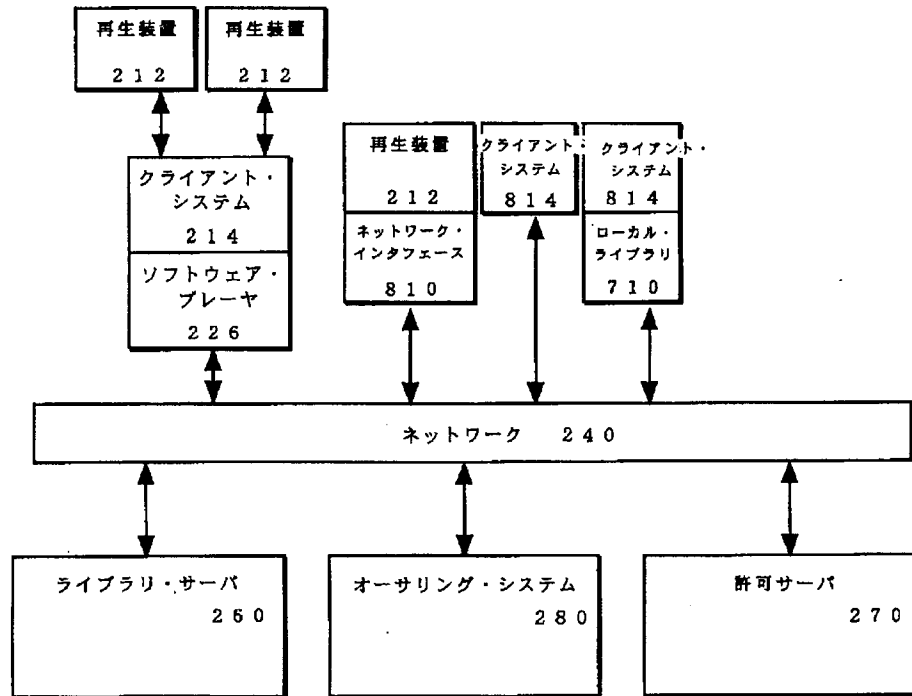 再生装置
212
再生装置
212
クライアント・
システム
214
ソフトウェア・
プレーヤ
226
再生装置
212
ネットワーク・
インタフェース
810
クライアント・
システム
814
クライアント・
システム
814
ローカル・
ライブラリ
710
ネットワーク 240
ライブラリ・サーバ
260
オーサリング・システム
280
許可サーバ
270